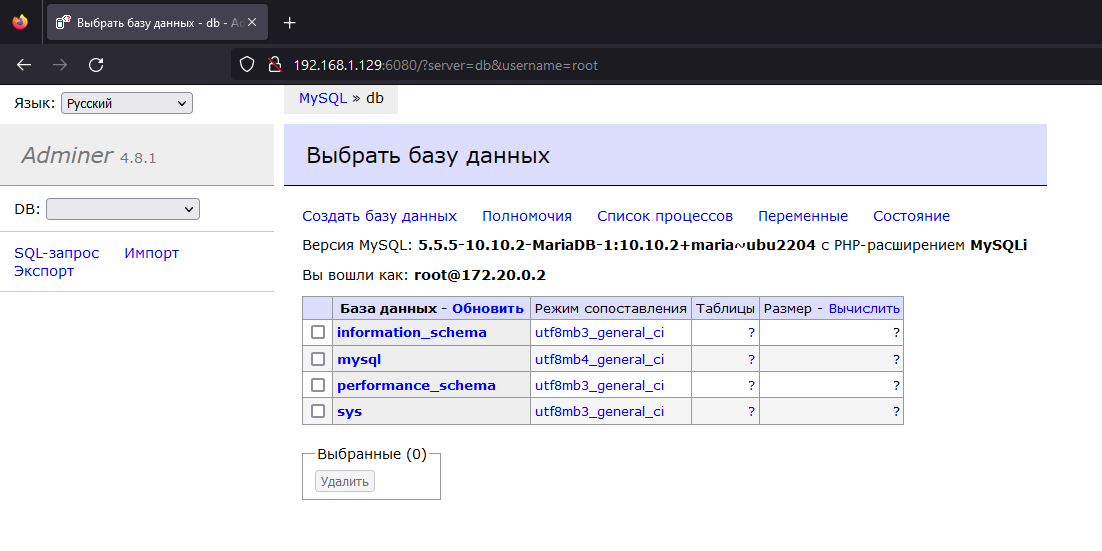 Выбрать базу данных - db - Ad
192.168.1.129:6080/?server=db&username=root
Язык: Русский
MySQL » db
Adminer 4.8.1
Выбрать базу данных
DB:
Создать базу данных Полномочия Список процессов Переменные Состояние
SQL-запрос Импорт
Экспорт
Версия MySQL: 5.5.5-10.10.2-MariaDB-1:10.10.2+maria~ubu2204 с PHP-расширением MySQLi
Вы вошли как: root@172.20.0.2
База данных - Обновить Режим сопоставления Таблицы Размер - Вычислить
information_schema utf8mb3_general_ci ? ?
mysql utf8mb4_general_ci ? ?
performance_schema utf8mb3_general_ci ? ?
sys utf8mb3_general_ci ? ?
Выбранные (0)
Удалить